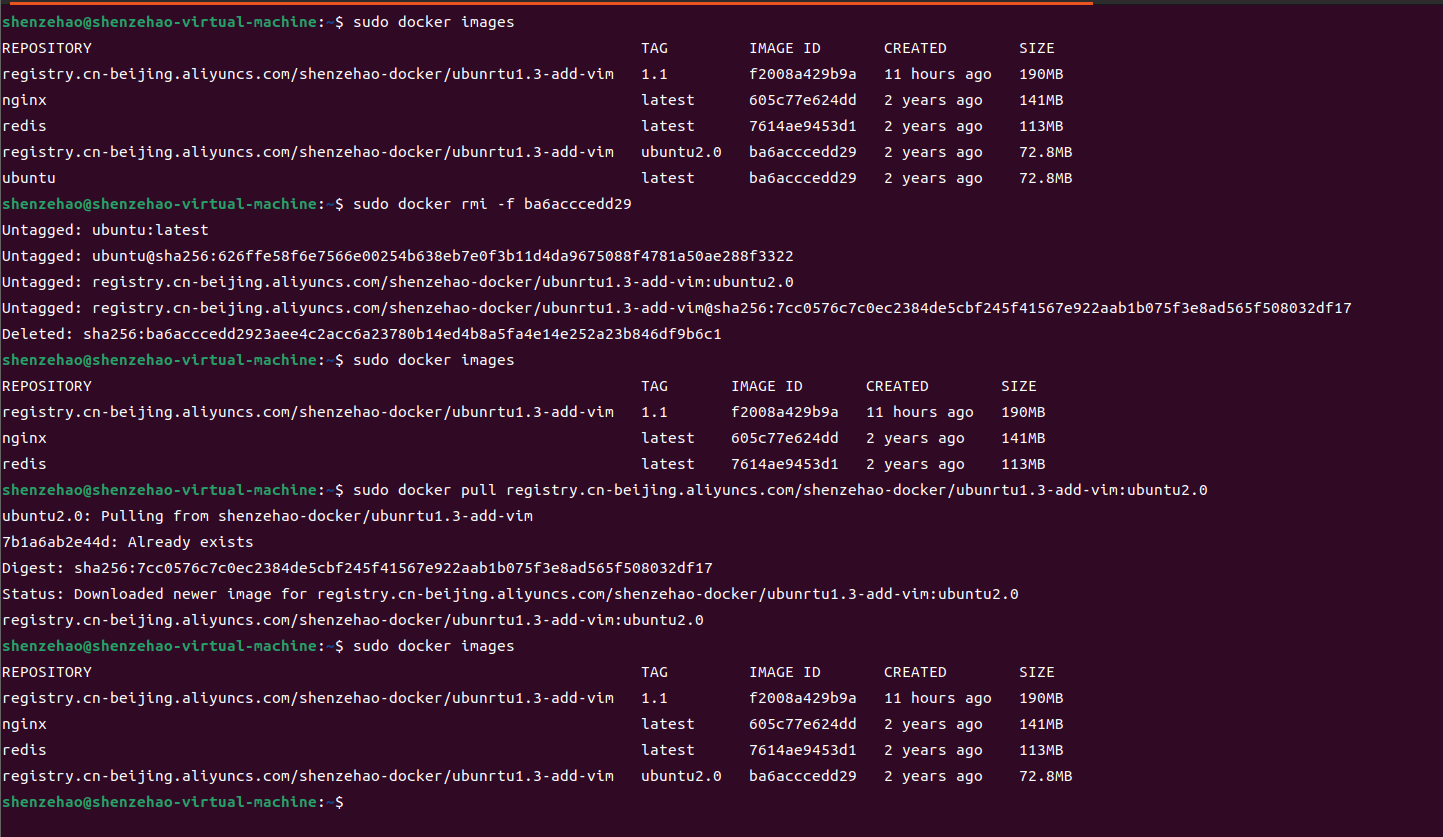 shenzehao@shenzehao-virtual-machine:~$ sudo docker images
REPOSITORY TAG IMAGE ID CREATED SIZE
registry.cn-beijing.aliyuncs.com/shenzehao-docker/ubunrtu1.3-add-vim 1.1 f2008a429b9a 11 hours ago 190MB
nginx latest 605c77e624dd 2 years ago 141MB
redis latest 7614ae9453d1 2 years ago 113MB
registry.cn-beijing.aliyuncs.com/shenzehao-docker/ubunrtu1.3-add-vim ubuntu2.0 ba6acccedd29 2 years ago 72.8MB
ubuntu latest ba6acccedd29 2 years ago 72.8MB
shenzehao@shenzehao-virtual-machine:~$ sudo docker rmi -f ba6acccedd29
Untagged: ubuntu:latest
Untagged: ubuntu@sha256:626ffe58f6e7566e00254b638eb7e0f3b11d4da9675088f4781a50ae288f3322
Untagged: registry.cn-beijing.aliyuncs.com/shenzehao-docker/ubunrtu1.3-add-vim:ubuntu2.0
Untagged: registry.cn-beijing.aliyuncs.com/shenzehao-docker/ubunrtu1.3-add-vim@sha256:7cc0576c7c0ec2384de5cbf245f41567e922aab1b075f3e8ad565f508032df17
Deleted: sha256:ba6acccedd2923aee4c2acc6a23780b14ed4b8a5fa4e14e252a23b846df9b6c1
shenzehao@shenzehao-virtual-machine:~$ sudo docker images
REPOSITORY TAG IMAGE ID CREATED SIZE
registry.cn-beijing.aliyuncs.com/shenzehao-docker/ubunrtu1.3-add-vim 1.1 f2008a429b9a 11 hours ago 190MB
nginx latest 605c77e624dd 2 years ago 141MB
redis latest 7614ae9453d1 2 years ago 113MB
shenzehao@shenzehao-virtual-machine:~$ sudo docker pull registry.cn-beijing.aliyuncs.com/shenzehao-docker/ubunrtu1.3-add-vim:ubuntu2.0
ubuntu2.0: Pulling from shenzehao-docker/ubunrtu1.3-add-vim
7b1a6ab2e44d: Already exists
Digest: sha256:7cc0576c7c0ec2384de5cbf245f41567e922aab1b075f3e8ad565f508032df17
Status: Downloaded newer image for registry.cn-beijing.aliyuncs.com/shenzehao-docker/ubunrtu1.3-add-vim:ubuntu2.0
registry.cn-beijing.aliyuncs.com/shenzehao-docker/ubunrtu1.3-add-vim:ubuntu2.0
shenzehao@shenzehao-virtual-machine:~$ sudo docker images
REPOSITORY TAG IMAGE ID CREATED SIZE
registry.cn-beijing.aliyuncs.com/shenzehao-docker/ubunrtu1.3-add-vim 1.1 f2008a429b9a 11 hours ago 190MB
nginx latest 605c77e624dd 2 years ago 141MB
redis latest 7614ae9453d1 2 years ago 113MB
registry.cn-beijing.aliyuncs.com/shenzehao-docker/ubunrtu1.3-add-vim ubuntu2.0 ba6acccedd29 2 years ago 72.8MB
shenzehao@shenzehao-virtual-machine:~$